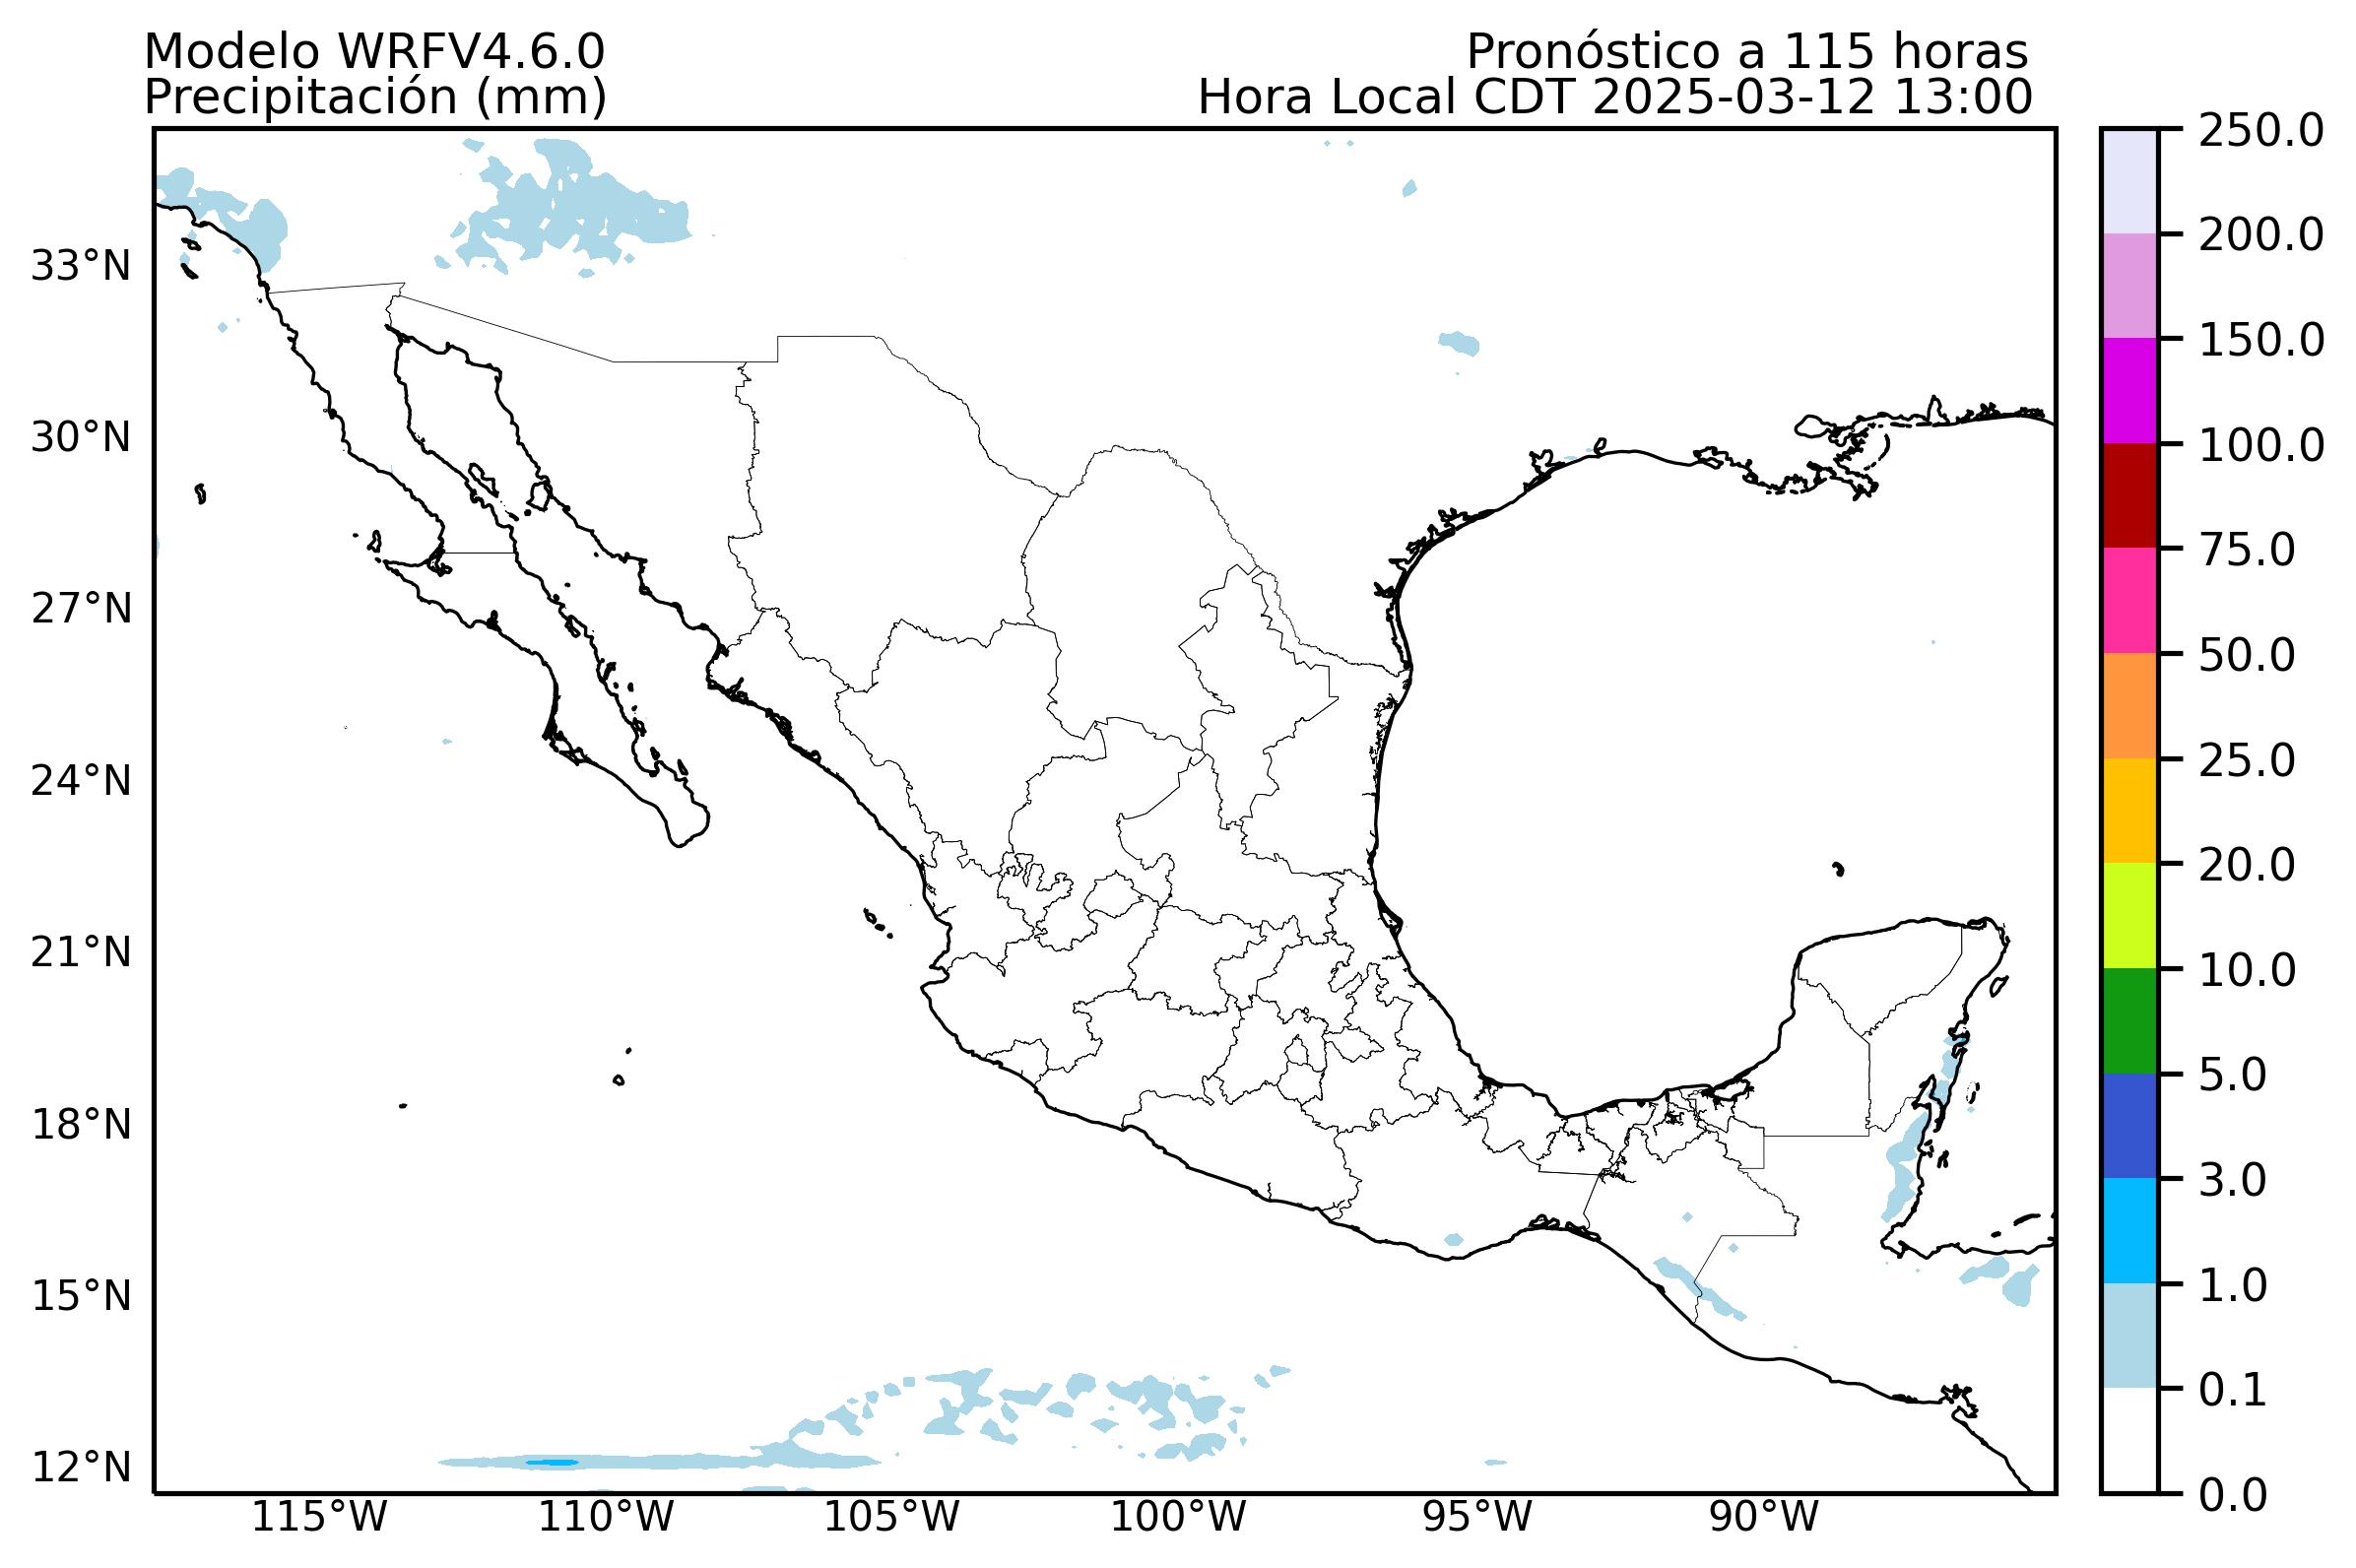 Modelo WRFV4.6.0
Precipitación (mm)
Pronóstico a 115 horas
Hora Local CDT 2025-03-12 13:00
33°N
30°N
27°N
24°N
21°N
18°N
15°N
12°N
115°W
110°W
105°W
100°W
95°W
90°W
250.0
200.0
150.0
100.0
75.0
50.0
25.0
20.0
10.0
5.0
3.0
1.0
0.1
0.0